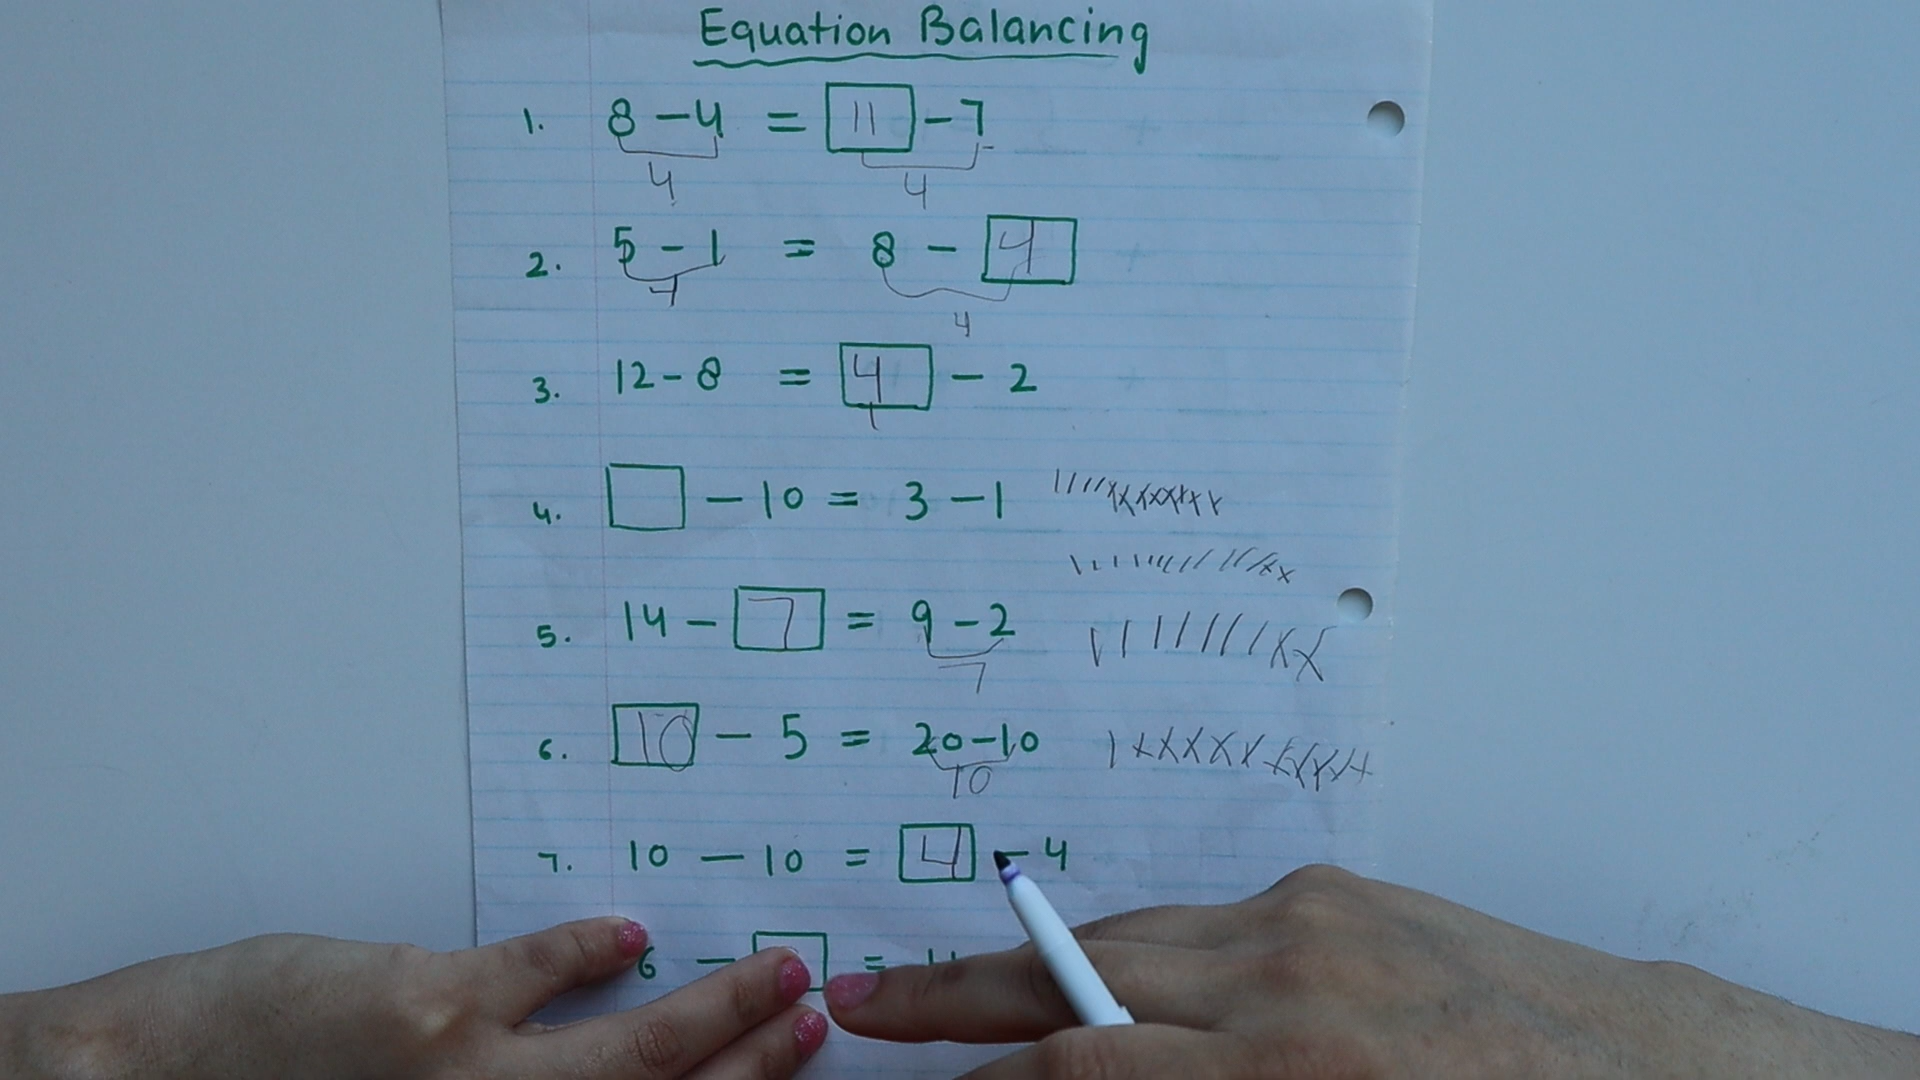 Equation Balancing
1. 8 - 4 = 11 - 7
4 4
2. 5 - 1 = 8 - 4
4 4
3. 12 - 8 = 4 - 2
4. - 10 = 3 - 1
5. 14 - 7 = 9 - 2
7
6. 10 - 5 = 20 - 10
10
7. 10 - 10 = 4 - 4
6 - =